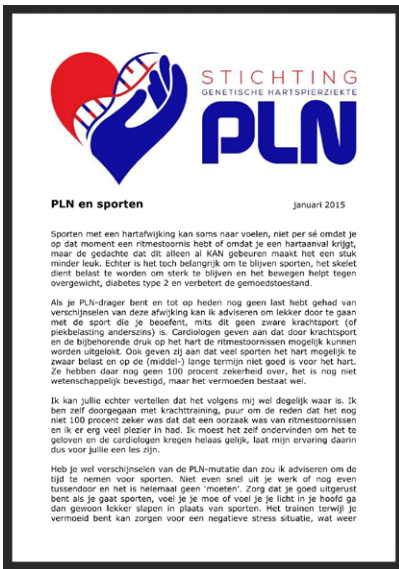 STICHTING
GENETISCHE HARTSPIERZIEKTE
PLN
PLN en sporten januari 2015
Sporten met een hartafwijking kan soms naar voelen, niet per sé omdat je
op dat moment een ritmestoornis hebt of omdat je een hartaanval krijgt,
maar de gedachte dat dit alleen al KAN gebeuren maakt het een stuk
minder leuk. Echter is het toch belangrijk om te blijven sporten, het skelet
dient belast te worden om sterk te blijven en het bewegen helpt tegen
overgewicht, diabetes type 2 en verbetert de gemoedstoestand.
Als je PLN-drager bent en tot op heden nog geen last hebt gehad van
verschijnselen van deze afwijking kan ik adviseren om lekker door te gaan
met de sport die je beoefent, mits dit geen zware krachtsport (of
piekbelasting anderszins) is. Cardiologen geven aan dat door krachtsport
en de bijbehorende druk op het hart de ritmestoornissen mogelijk kunnen
worden uitgelokt. Ook geven zij aan dat veel sporten het hart mogelijk te
zwaar belast en op de (middel-) lange termijn niet goed is voor het hart.
Ze hebben daar nog geen 100 procent zekerheid over, het is nog niet
wetenschappelijk bevestigd, maar het vermoeden bestaat wel.
Ik kan jullie echter vertellen dat het volgens mij wel degelijk waar is. Ik
ben zelf doorgegaan met krachttraining, puur om de reden dat het nog
niet 100 procent zeker was dat dat een oorzaak was van ritmestoornissen
en ik er erg veel plezier in had. Ik moest het zelf ondervinden om het te
geloven en de cardiologen kregen helaas gelijk, laat mijn ervaring daarin
dus voor jullie een les zijn.
Heb je wel verschijnselen van de PLN-mutatie dan zou ik adviseren om de
tijd te nemen voor sporten. Niet even snel uit je werk of nog even
tussendoor en het is helemaal geen 'moeten'. Zorg dat je goed uitgerust
bent als je gaat sporten, voel je je moe of voel je je licht in je hoofd ga
dan gewoon lekker slapen in plaats van sporten. Het trainen terwijl je
vermoeid bent kan zorgen voor een negatieve stress situatie, wat weer